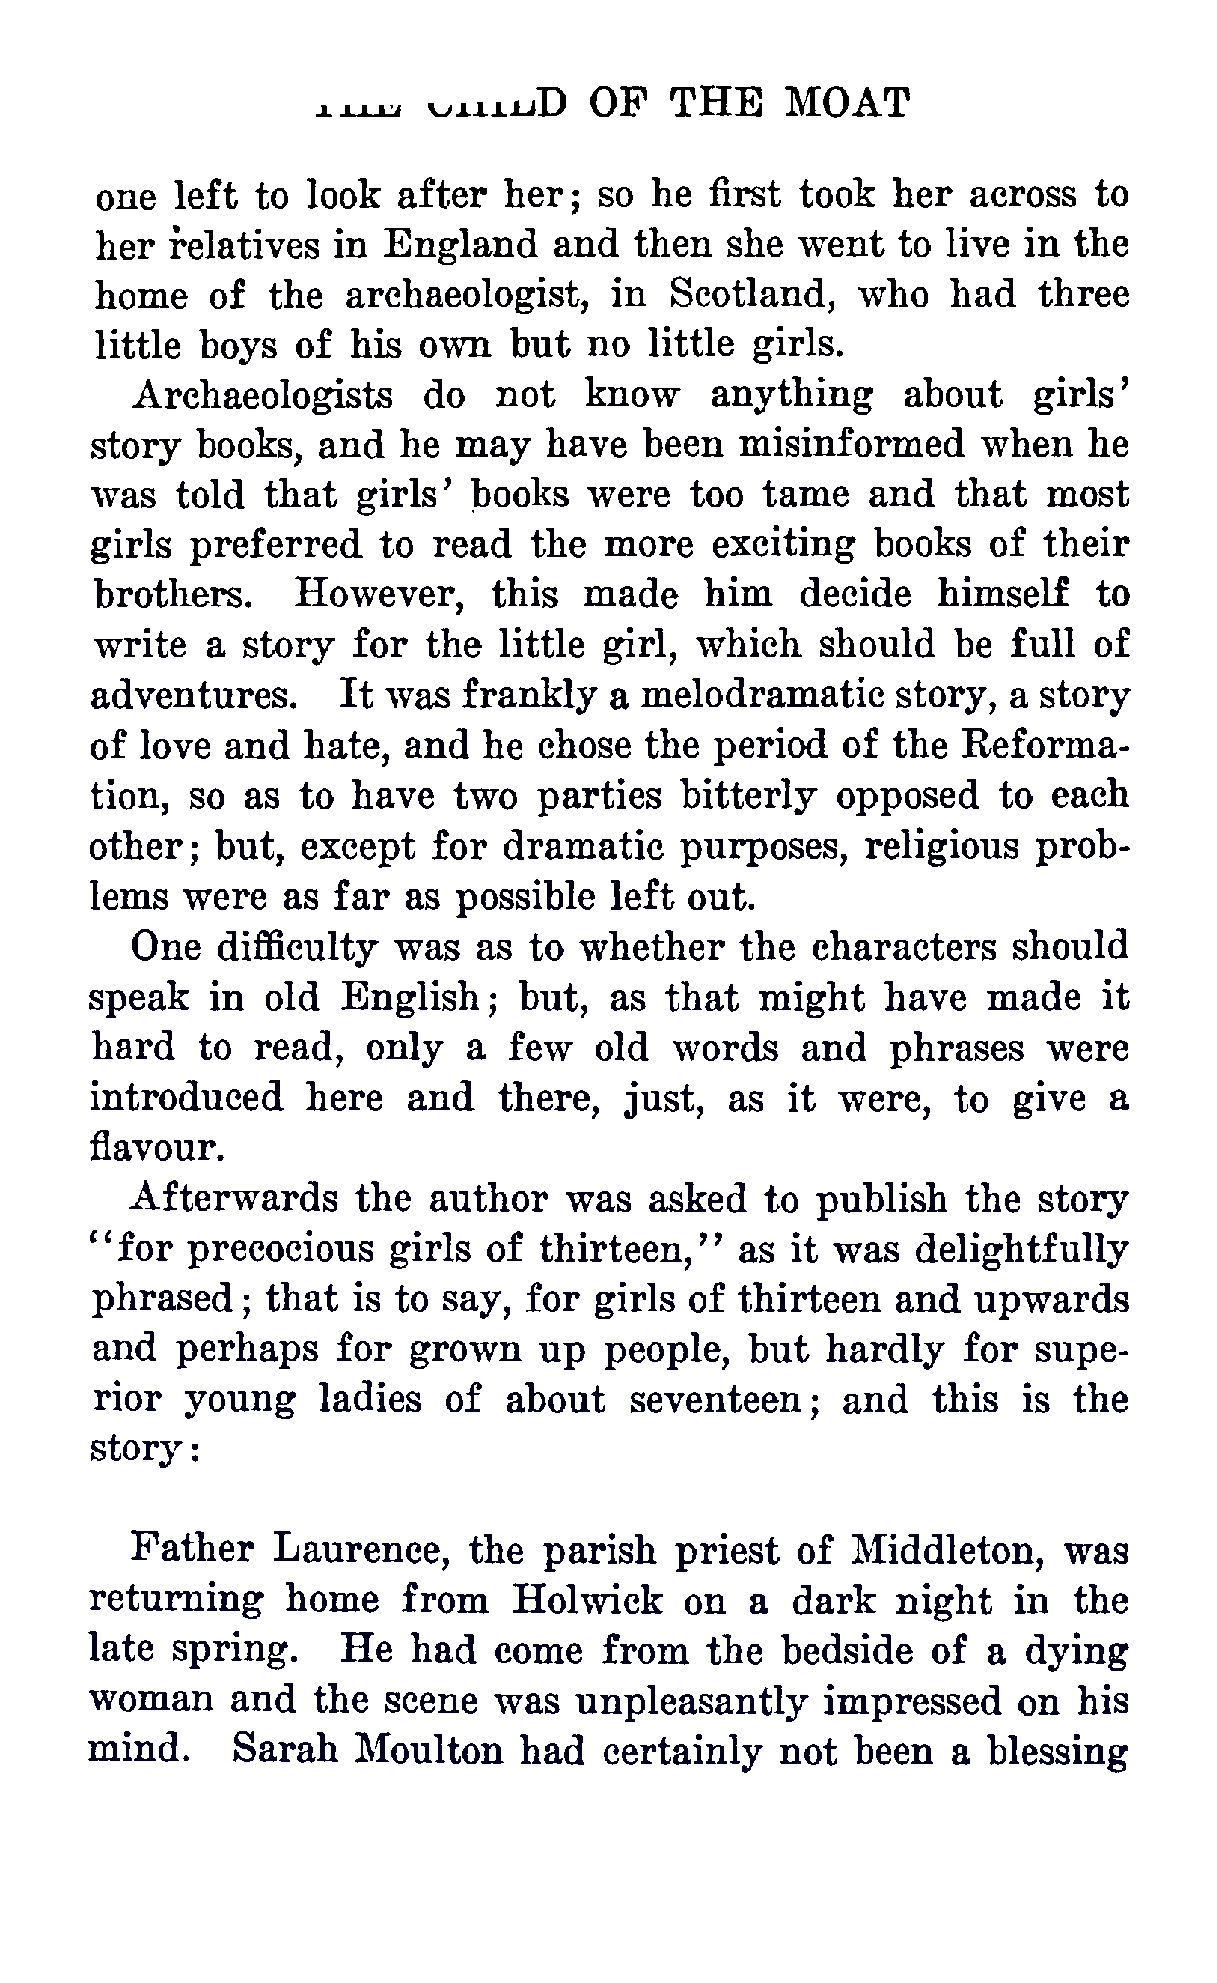 THE CHILD OF THE MOAT
one left to look after her; so he first took her across to
her relatives in England and then she went to live in the
home of the archaeologist, in Scotland, who had three
little boys of his own but no little girls.
Archaeologists do not know anything about girls'
story books, and he may have been misinformed when he
was told that girls' books were too tame and that most
girls preferred to read the more exciting books of their
brothers. However, this made him decide himself to
write a story for the little girl, which should be full of
adventures. It was frankly a melodramatic story, a story
of love and hate, and he chose the period of the Reforma-
tion, so as to have two parties bitterly opposed to each
other; but, except for dramatic purposes, religious prob-
lems were as far as possible left out.
One difficulty was as to whether the characters should
speak in old English; but, as that might have made it
hard to read, only a few old words and phrases were
introduced here and there, just, as it were, to give a
flavour.
Afterwards the author was asked to publish the story
"for precocious girls of thirteen," as it was delightfully
phrased; that is to say, for girls of thirteen and upwards
and perhaps for grown up people, but hardly for supe-
rior young ladies of about seventeen; and this is the
story:
Father Laurence, the parish priest of Middleton, was
returning home from Holwick on a dark night in the
late spring. He had come from the bedside of a dying
woman and the scene was unpleasantly impressed on his
mind. Sarah Moulton had certainly not been a blessing